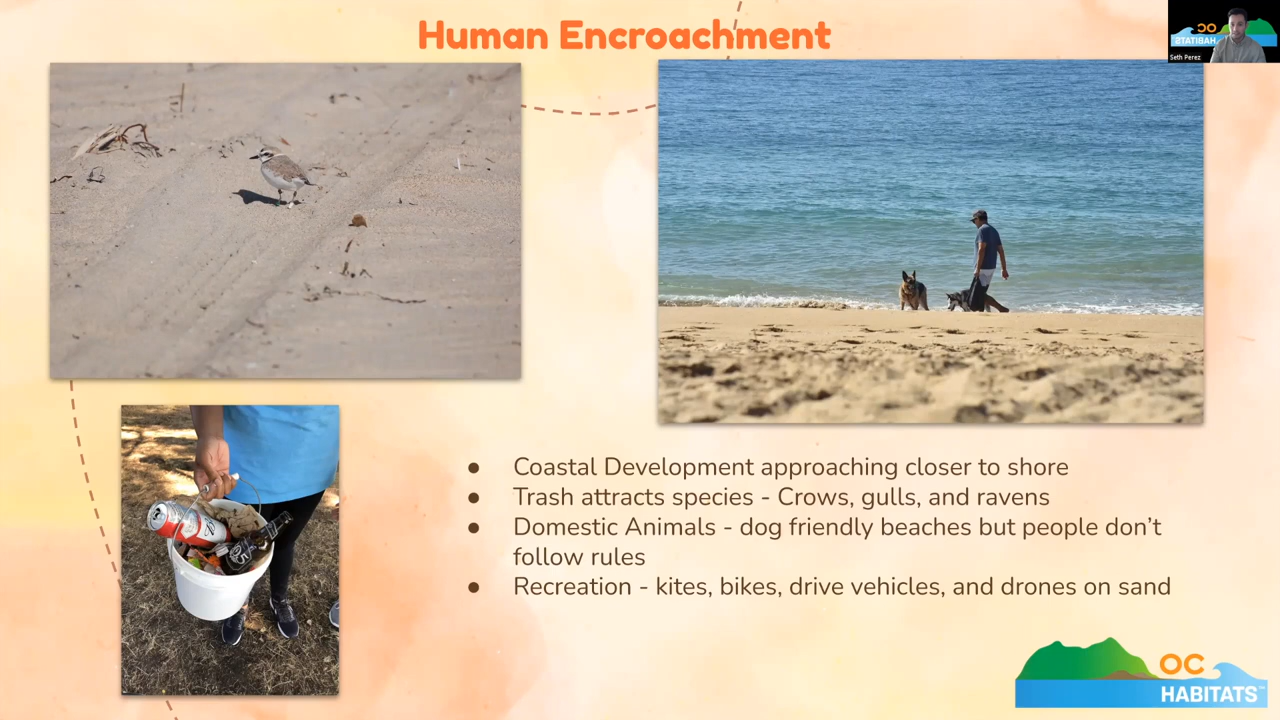 Human Encroachment
OC
HABITATS
Seth Perez
● Coastal Development approaching closer to shore
● Trash attracts species - Crows, gulls, and ravens
● Domestic Animals - dog friendly beaches but people don't
follow rules
● Recreation - kites, bikes, drive vehicles, and drones on sand
OC
HABITATS™